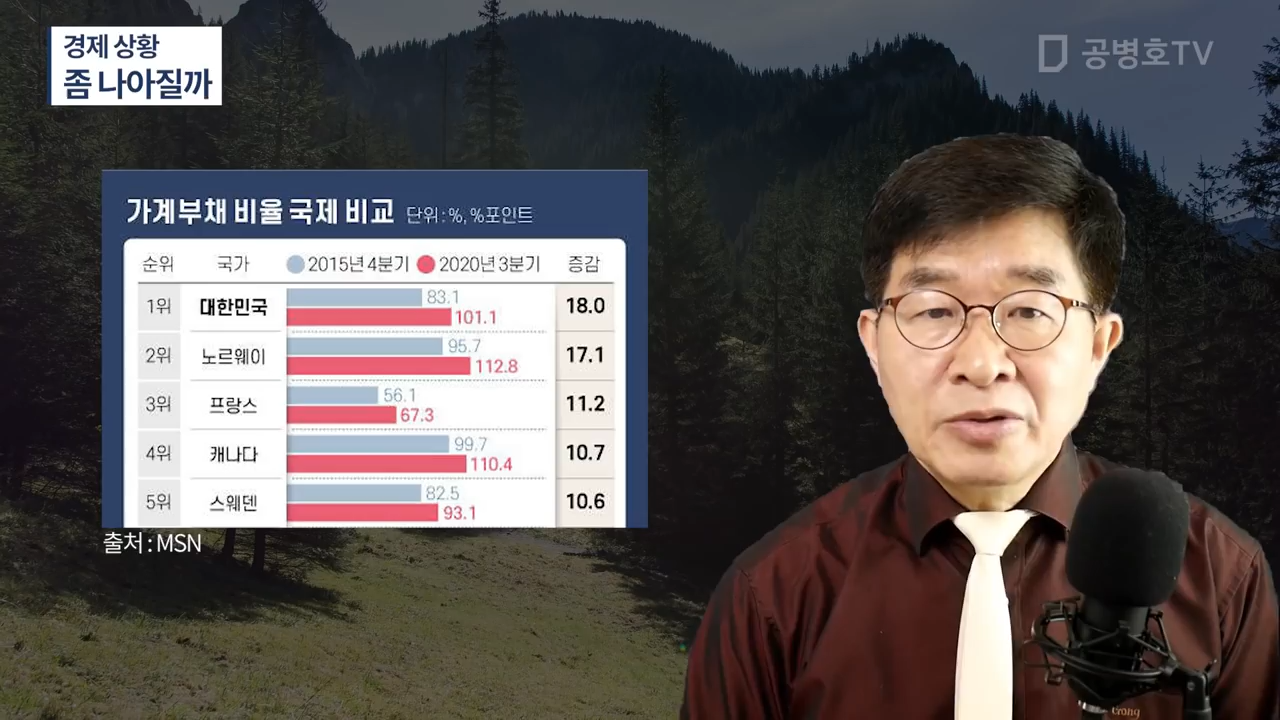 경제 상황
좀 나아질까
공병호TV
가계부채 비율 국제 비교 단위 : %, %포인트
순위 국가 2015년 4분기 2020년 3분기 증감
1위 대한민국 83.1 101.1 18.0
2위 노르웨이 95.7 112.8 17.1
3위 프랑스 56.1 67.3 11.2
4위 캐나다 99.7 110.4 10.7
5위 스웨덴 82.5 93.1 10.6
출처 : MSN